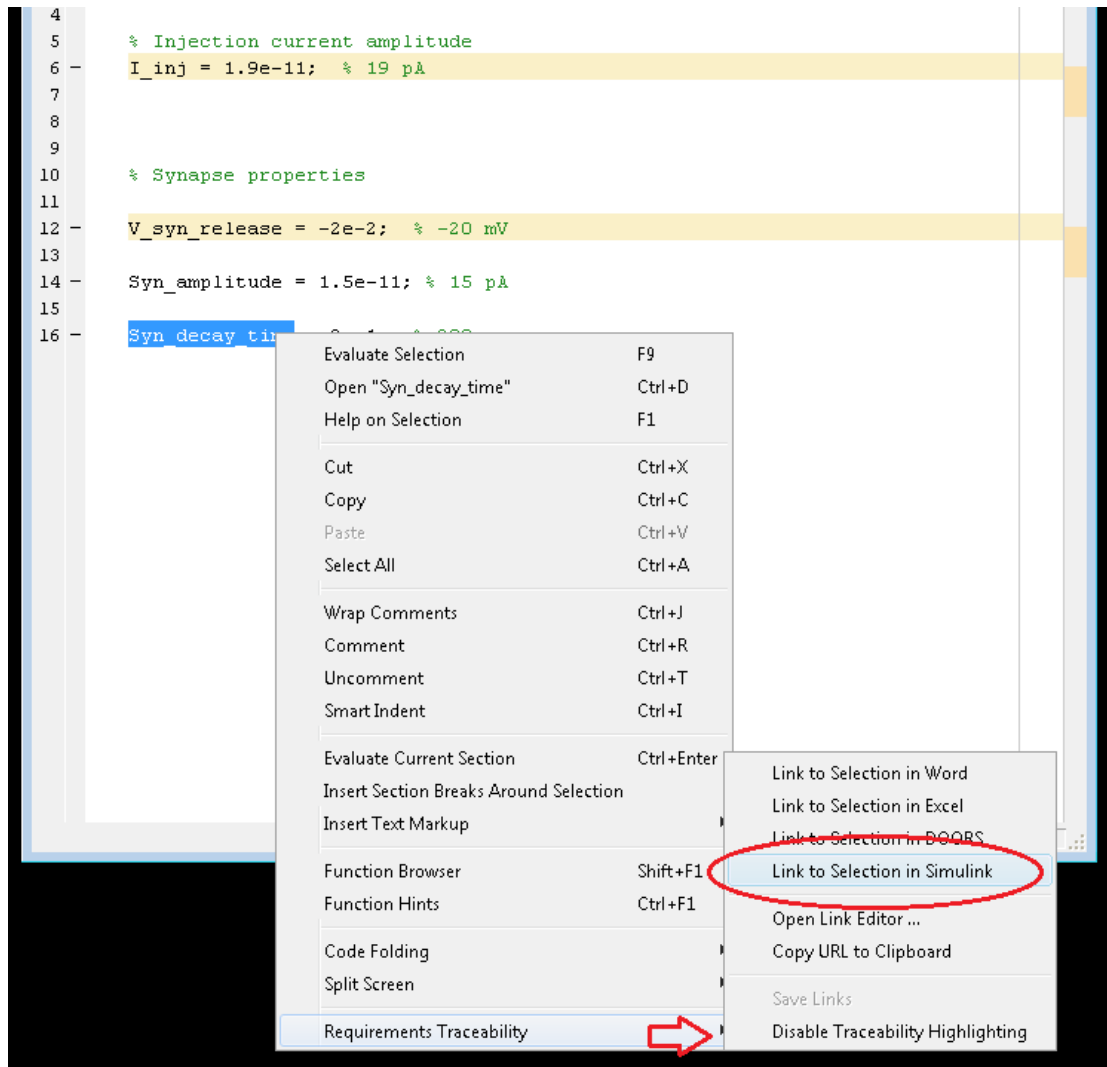 4
5 % Injection current amplitude
6 – I_inj = 1.9e-11; % 19 pA
7
8
9
10 % Synapse properties
11
12 – V_syn_release = -2e-2; % -20 mV
13
14 – Syn_amplitude = 1.5e-11; % 15 pA
15
16 – Syn_decay_tim
Evaluate Selection F9
Open "Syn_decay_time" Ctrl+D
Help on Selection F1
Cut Ctrl+X
Copy Ctrl+C
Paste Ctrl+V
Select All Ctrl+A
Wrap Comments Ctrl+J
Comment Ctrl+R
Uncomment Ctrl+T
Smart Indent Ctrl+I
Evaluate Current Section Ctrl+Enter
Insert Section Breaks Around Selection
Insert Text Markup
Function Browser Shift+F1
Function Hints Ctrl+F1
Code Folding
Split Screen
Requirements Traceability
Link to Selection in Word
Link to Selection in Excel
Link to Selection in DOORS
Link to Selection in Simulink
Open Link Editor ...
Copy URL to Clipboard
Save Links
Disable Traceability Highlighting